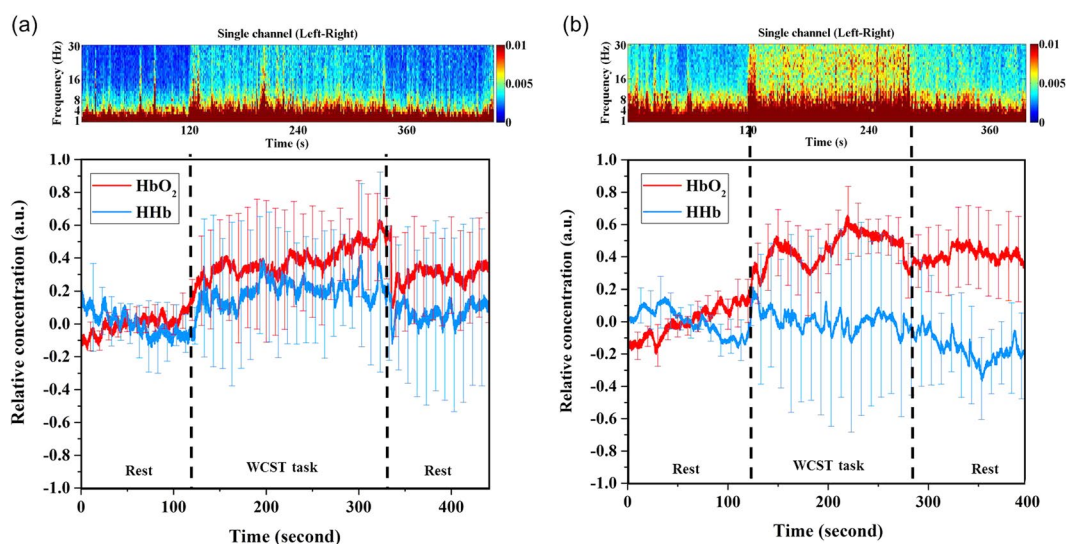 (a)
Single channel (Left-Right)
Frequency (Hz)
30
16
8
4
1
120
240
360
Time (s)
0.01
0.005
0
Relative concentration (a.u.)
1.0
0.8
0.6
0.4
0.2
0.0
-0.2
-0.4
-0.6
-0.8
-1.0
HbO₂
HHb
Rest
WCST task
Rest
0
100
200
300
400
Time (second)
(b)
Single channel (Left-Right)
Frequency (Hz)
30
16
8
4
1
120
240
360
Time (s)
0.01
0.005
0
Relative concentration (a.u.)
1.0
0.8
0.6
0.4
0.2
0.0
-0.2
-0.4
-0.6
-0.8
-1.0
HbO₂
HHb
Rest
WCST task
Rest
0
100
200
300
400
Time (second)